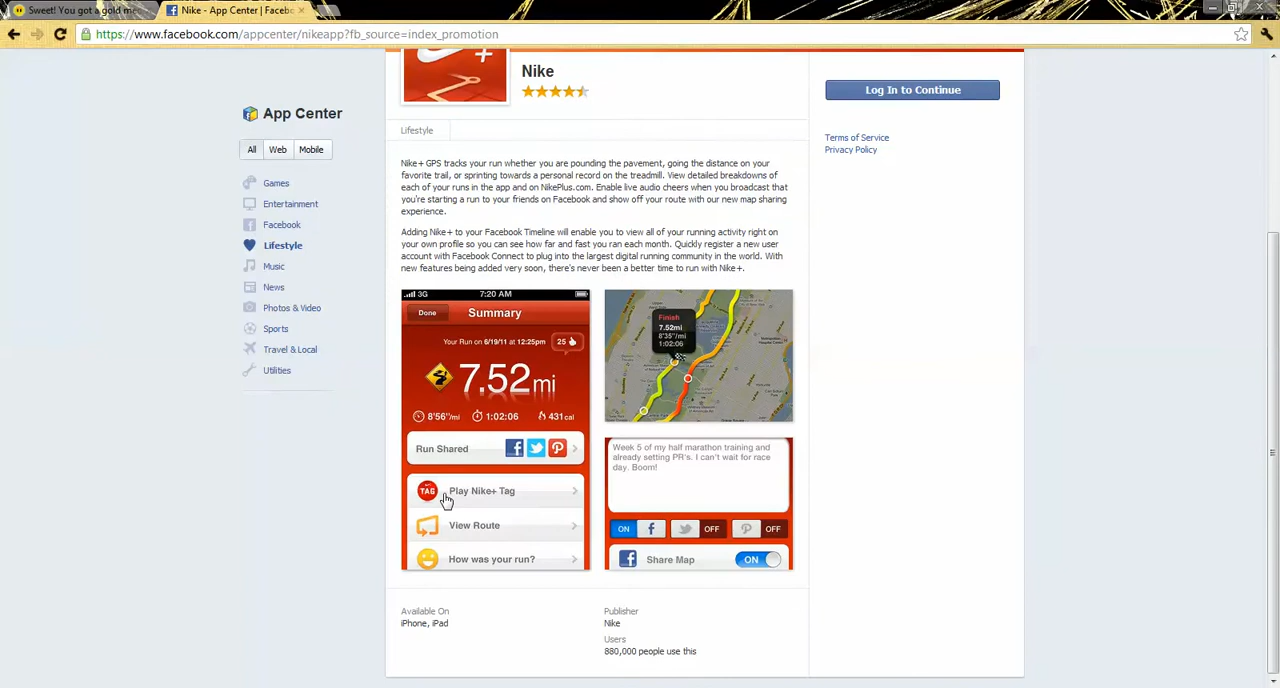 Sweet! You got a gold me
Nike - App Center | Facebo
https://www.facebook.com/appcenter/nikeapp?fb_source=index_promotion
App Center
All Web Mobile
Games
Entertainment
Facebook
Lifestyle
Music
News
Photos & Video
Sports
Travel & Local
Utilities
Nike
Lifestyle
Nike+ GPS tracks your run whether you are pounding the pavement, going the distance on your
favorite trail, or sprinting towards a personal record on the treadmill. View detailed breakdowns of
each of your runs in the app and on NikePlus.com. Enable live audio cheers when you broadcast that
you're starting a run to your friends on Facebook and show off your route with our new map sharing
experience.
Adding Nike+ to your Facebook Timeline will enable you to view all of your running activity right on
your own profile so you can see how far and fast you ran each month. Quickly register a new user
account with Facebook Connect to plug into the largest digital running community in the world. With
new features being added very soon, there's never been a better time to run with Nike+.
3G 7:20 AM
Done Summary
Your Run on 6/19/11 at 12:25pm 25
7.52mi
8'56"/mi 1:02:06 431cal
Run Shared
TAG Play Nike+ Tag
View Route
How was your run?
Finish
7.52mi
8'35"/mi
1:02:06
Week 5 of my half marathon training and
already setting PR's. I can't wait for race
day. Boom!
ON OFF OFF
Share Map ON
Available On
iPhone, iPad
Publisher
Nike
Users
880,000 people use this
Log In to Continue
Terms of Service
Privacy Policy